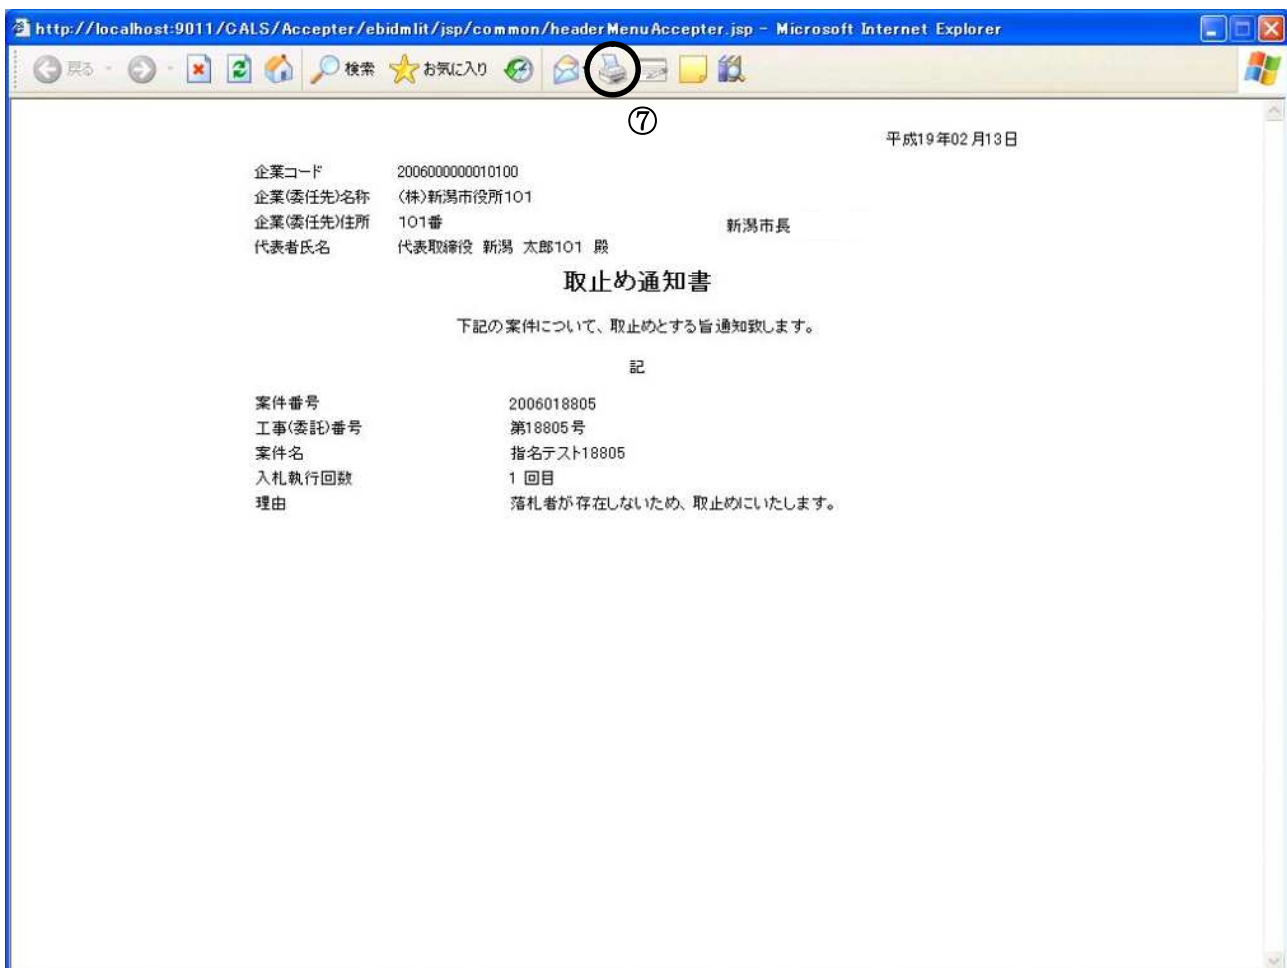 http://localhost:9011/CALS/Accepter/ebidmlit/jsp/common/headerMenuAccepter.jsp - Microsoft Internet Explorer
戻る 検索 お気に入り
⑦
平成19年02月13日
企業コード 2006000000010100
企業(委任先)名称 (株)新潟市役所101
企業(委任先)住所 101番 新潟市長
代表者氏名 代表取締役 新潟 太郎101 殿
取止め通知書
下記の案件について、取止めとする旨通知致します。
記
案件番号 2006018805
工事(委託)番号 第18805号
案件名 指名テスト18805
入札執行回数 1 回目
理由 落札者が存在しないため、取止めにいたします。